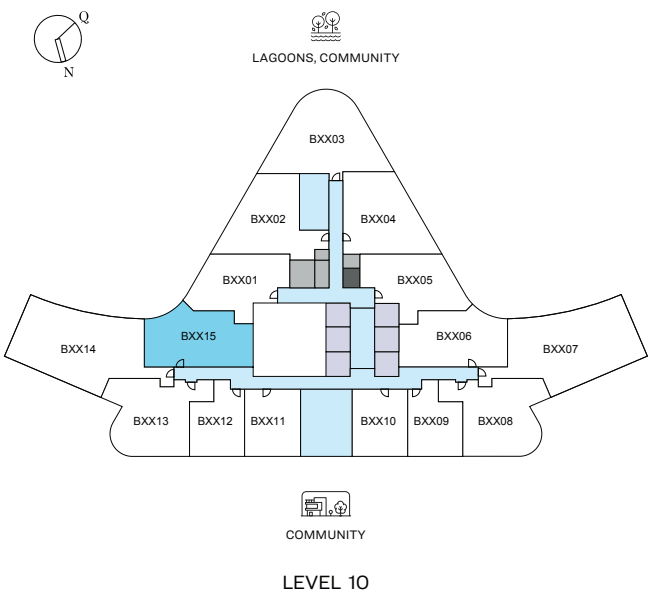 Q
N
LAGOONS, COMMUNITY
BXX03
BXX02
BXX04
BXX01
BXX05
BXX14
BXX15
BXX06
BXX07
BXX13
BXX12
BXX11
BXX10
BXX09
BXX08
COMMUNITY
LEVEL 10